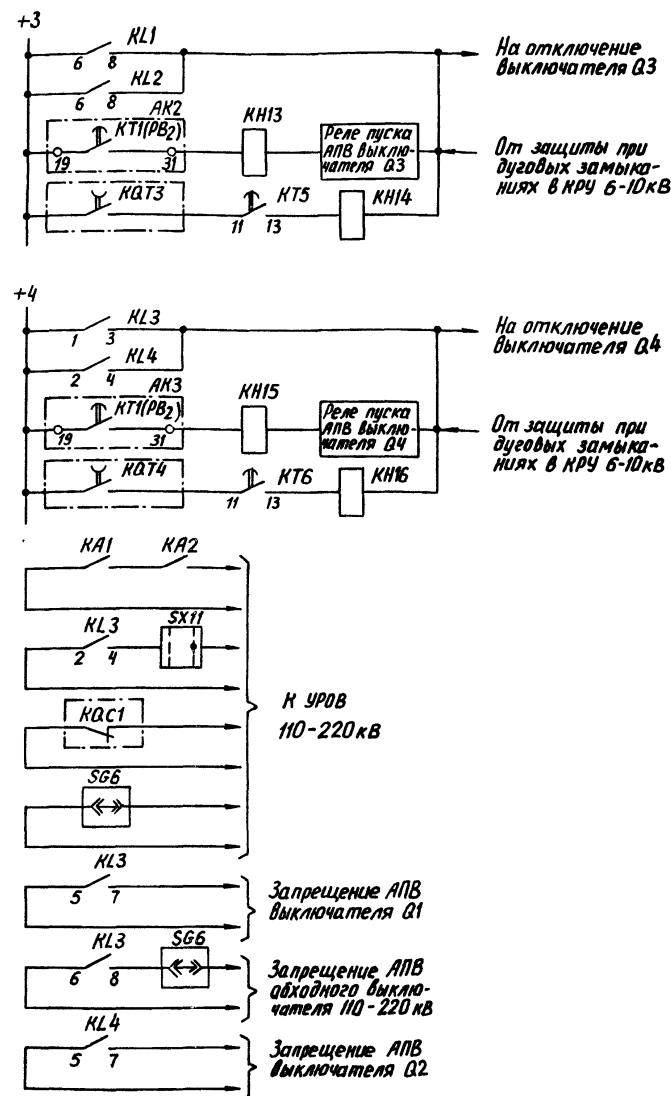 +3
KL1
6 8
На отключение
выключателя Q3
KL2
6 8
AK2
KT1(PB2)
19 31
KH13
Реле пуска
АПВ выклю-
чателя Q3
От защиты при
дуговых замыка-
ниях в КРУ 6-10кВ
KQT3
KT5
11 13
KH14
+4
KL3
1 3
На отключение
выключателя Q4
KL4
2 4
AK3
KT1(PB2)
19 31
KH15
Реле пуска
АПВ выклю-
чателя Q4
От защиты при
дуговых замыка-
ниях в КРУ 6-10кВ
KQT4
KT6
11 13
KH16
KA1 KA2
KL3
2 4
SX11
К УРОВ
110-220кВ
KQC1
SG6
KL3
5 7
Запрещение АПВ
выключателя Q1
KL3
6 8
SG6
Запрещение АПВ
обходного выклю-
чателя 110-220кВ
KL4
5 7
Запрещение АПВ
выключателя Q2